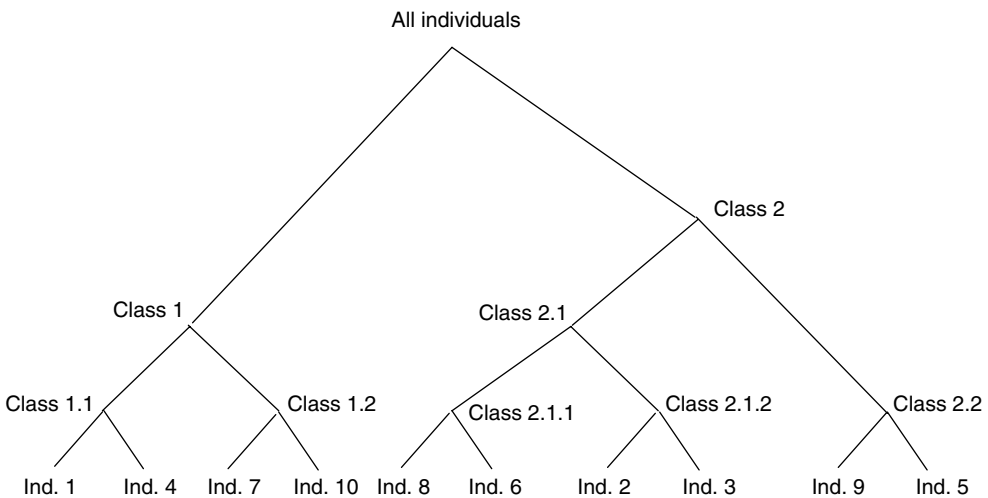 All individuals
Class 2
Class 1
Class 2.1
Class 1.1
Class 1.2
Class 2.1.1
Class 2.1.2
Class 2.2
Ind. 1
Ind. 4
Ind. 7
Ind. 10
Ind. 8
Ind. 6
Ind. 2
Ind. 3
Ind. 9
Ind. 5